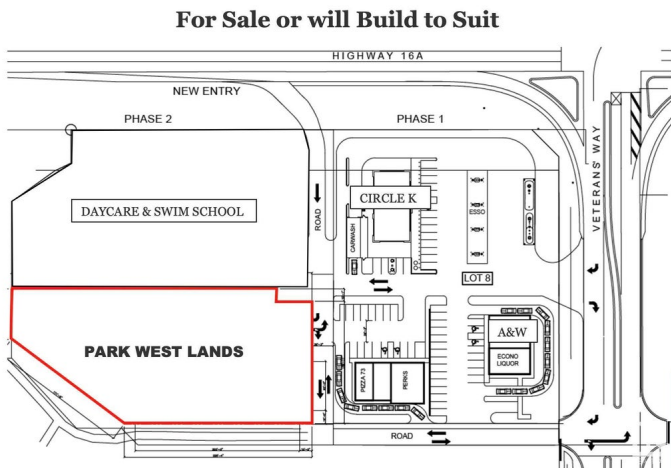 For Sale or will Build to Suit
HIGHWAY 16A
NEW ENTRY
PHASE 2
PHASE 1
VETERANS' WAY
DAYCARE & SWIM SCHOOL
ROAD
CIRCLE K
CARWASH
ESSO
LOT 8
PARK WEST LANDS
A&W
ECONO
LIQUOR
PIZZA 73
PERKS
ROAD